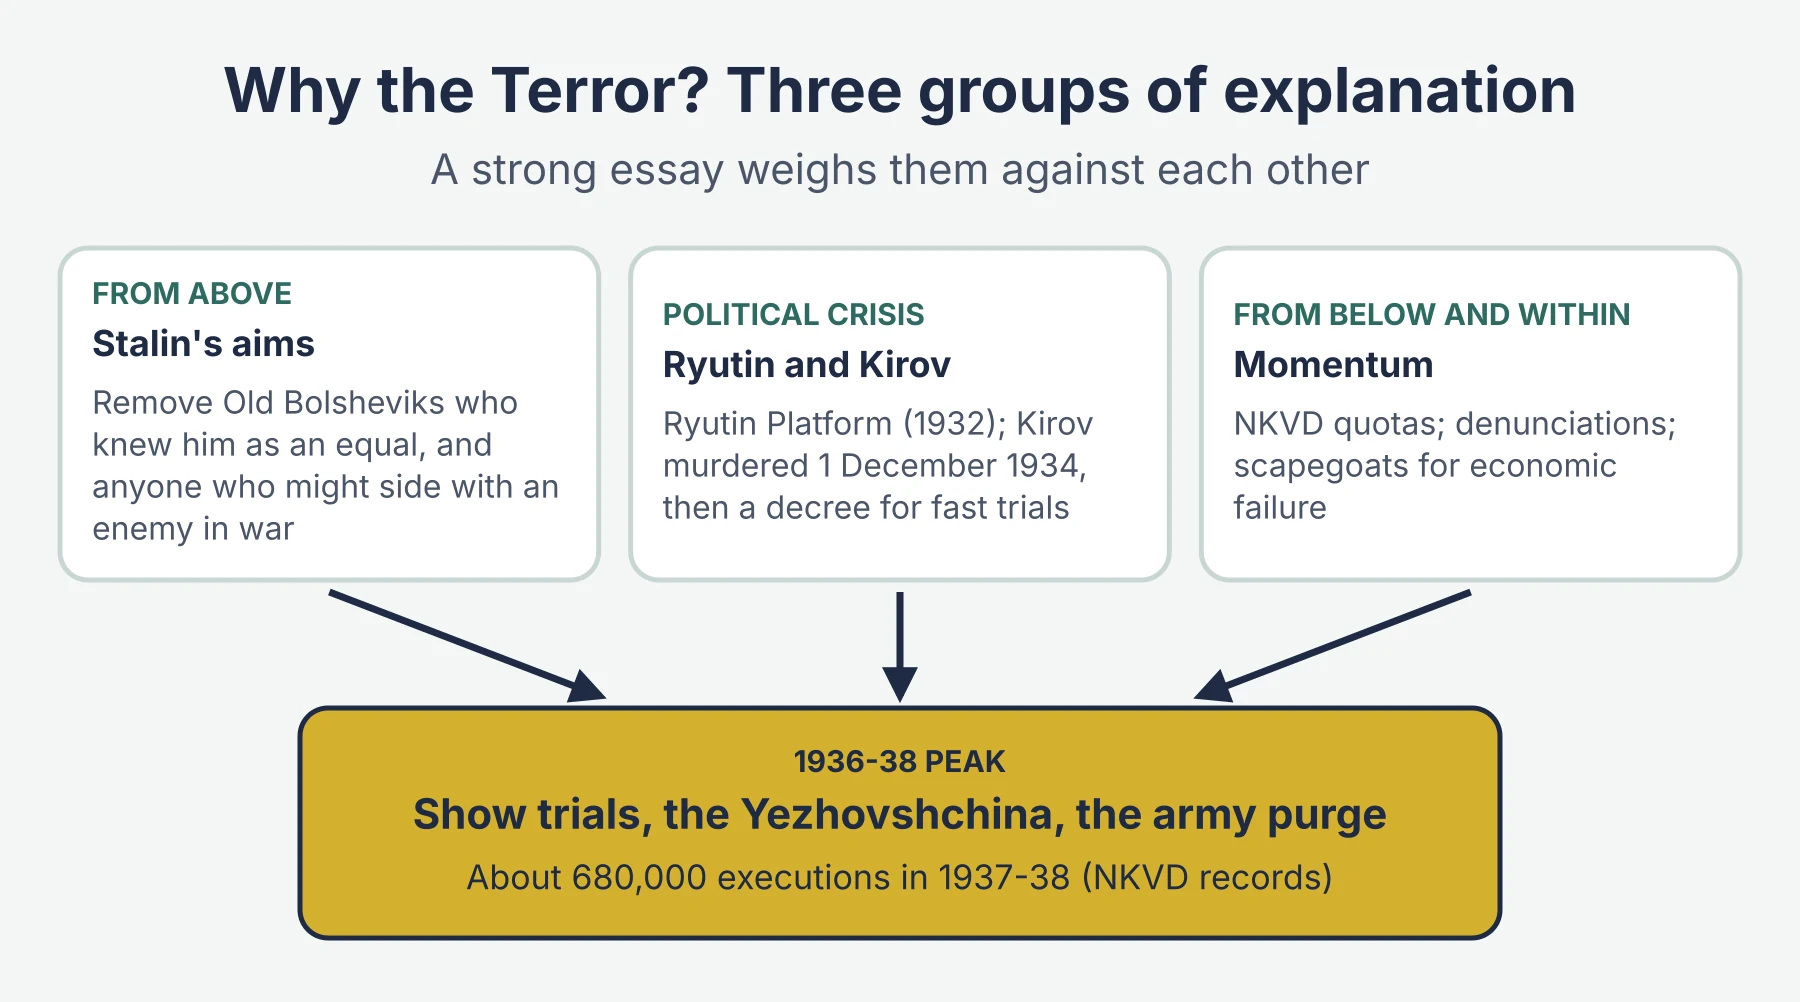 Why the Terror? Three groups of explanation
A strong essay weighs them against each other
FROM ABOVE
Stalin's aims
Remove Old Bolsheviks who
knew him as an equal, and
anyone who might side with an
enemy in war
POLITICAL CRISIS
Ryutin and Kirov
Ryutin Platform (1932); Kirov
murdered 1 December 1934,
then a decree for fast trials
FROM BELOW AND WITHIN
Momentum
NKVD quotas; denunciations;
scapegoats for economic
failure
1936-38 PEAK
Show trials, the Yezhovshchina, the army purge
About 680,000 executions in 1937-38 (NKVD records)